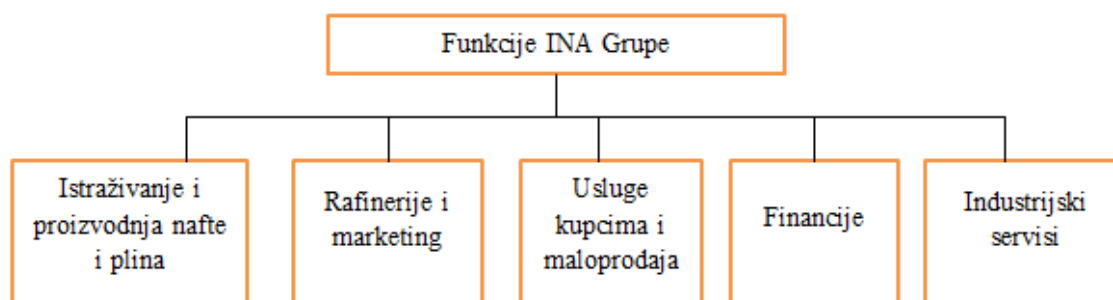 Funkcije INA Grupe
Istraživanje i
proizvodnja nafte
i plina
Rafinerije i
marketing
Usluge
kupcima i
maloprodaja
Financije
Industrijski
servisi